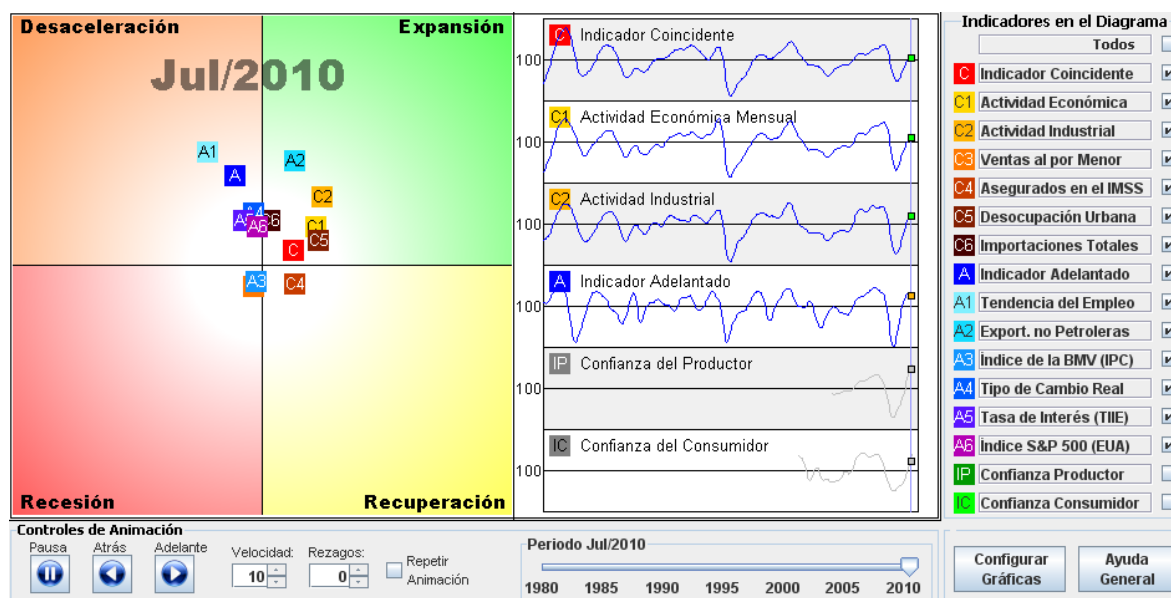 Desaceleración
Expansión
Jul/2010
A1
A2
A
C2
A4
A5
A6
C6
C1
C5
C
A3
C4
Recesión
Recuperación
C Indicador Coincidente
100
C1 Actividad Económica Mensual
100
C2 Actividad Industrial
100
A Indicador Adelantado
100
IP Confianza del Productor
100
IC Confianza del Consumidor
100
Indicadores en el Diagrama
Todos
C Indicador Coincidente
C1 Actividad Económica
C2 Actividad Industrial
C3 Ventas al por Menor
C4 Asegurados en el IMSS
C5 Desocupación Urbana
C6 Importaciones Totales
A Indicador Adelantado
A1 Tendencia del Empleo
A2 Export. no Petroleras
A3 Índice de la BMV (IPC)
A4 Tipo de Cambio Real
A5 Tasa de Interés (TIIE)
A6 Índice S&P 500 (EUA)
IP Confianza Productor
IC Confianza Consumidor
Controles de Animación
Pausa
Atrás
Adelante
Velocidad:
10
Rezagos:
0
Repetir
Animación
Periodo Jul/2010
1980 1985 1990 1995 2000 2005 2010
Configurar
Gráficas
Ayuda
General